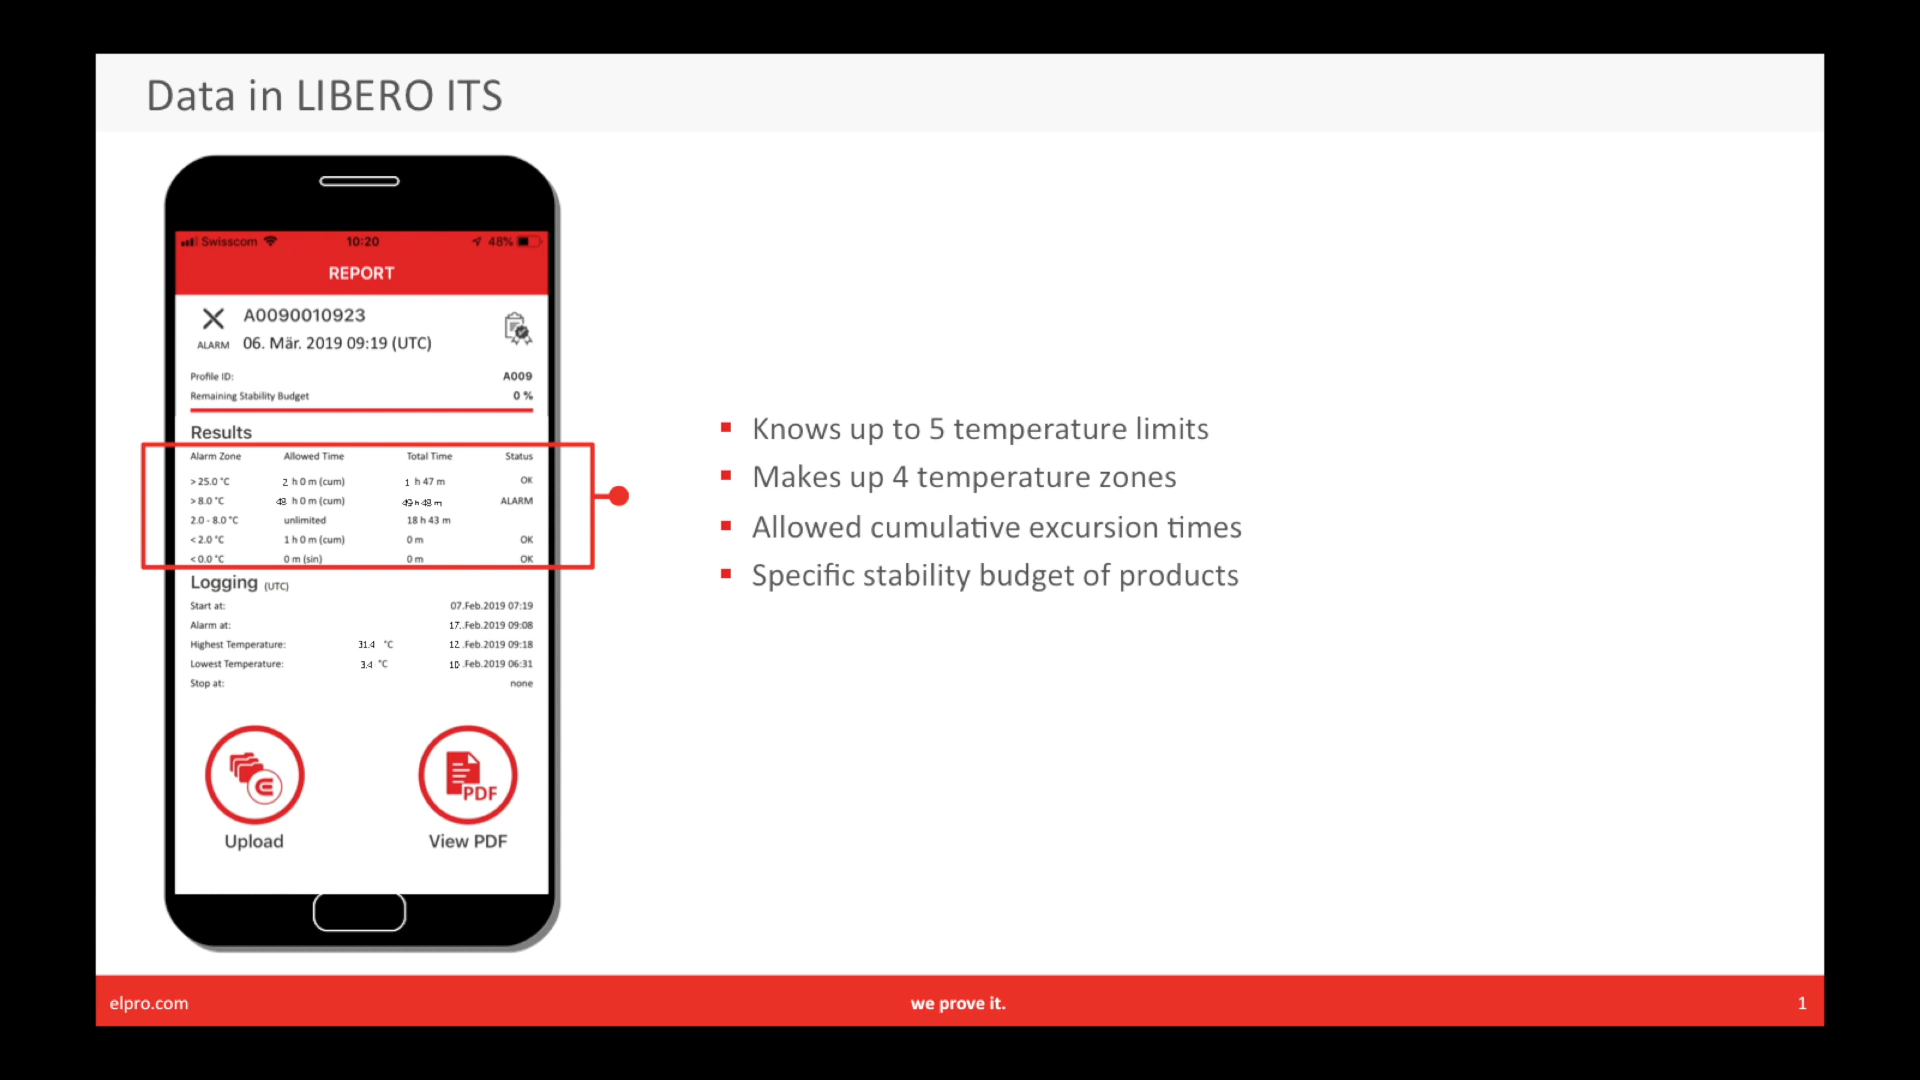 Data in LIBERO ITS
Swisscom 10:20 48%
REPORT
A0090010923
ALARM 06. Mär. 2019 09:19 (UTC)
Profile ID: A009
Remaining Stability Budget 0 %
Results
Alarm Zone Allowed Time Total Time Status
> 25.0 °C 2 h 0 m (cum) 1 h 47 m OK
> 8.0 °C 48 h 0 m (cum) 49 h 48 m ALARM
2.0 - 8.0 °C unlimited 18 h 43 m
< 2.0 °C 1 h 0 m (cum) 0 m OK
< 0.0 °C 0 m (sin) 0 m OK
Logging (UTC)
Start at: 07.Feb.2019 07:19
Alarm at: 17..Feb.2019 09:08
Highest Temperature: 31.4 °C 12 .Feb.2019 09:18
Lowest Temperature: 3.4 °C 10 .Feb.2019 06:31
Stop at: none
PDF
Upload View PDF
▪ Knows up to 5 temperature limits
▪ Makes up 4 temperature zones
▪ Allowed cumulative excursion times
▪ Specific stability budget of products
elpro.com we prove it. 1